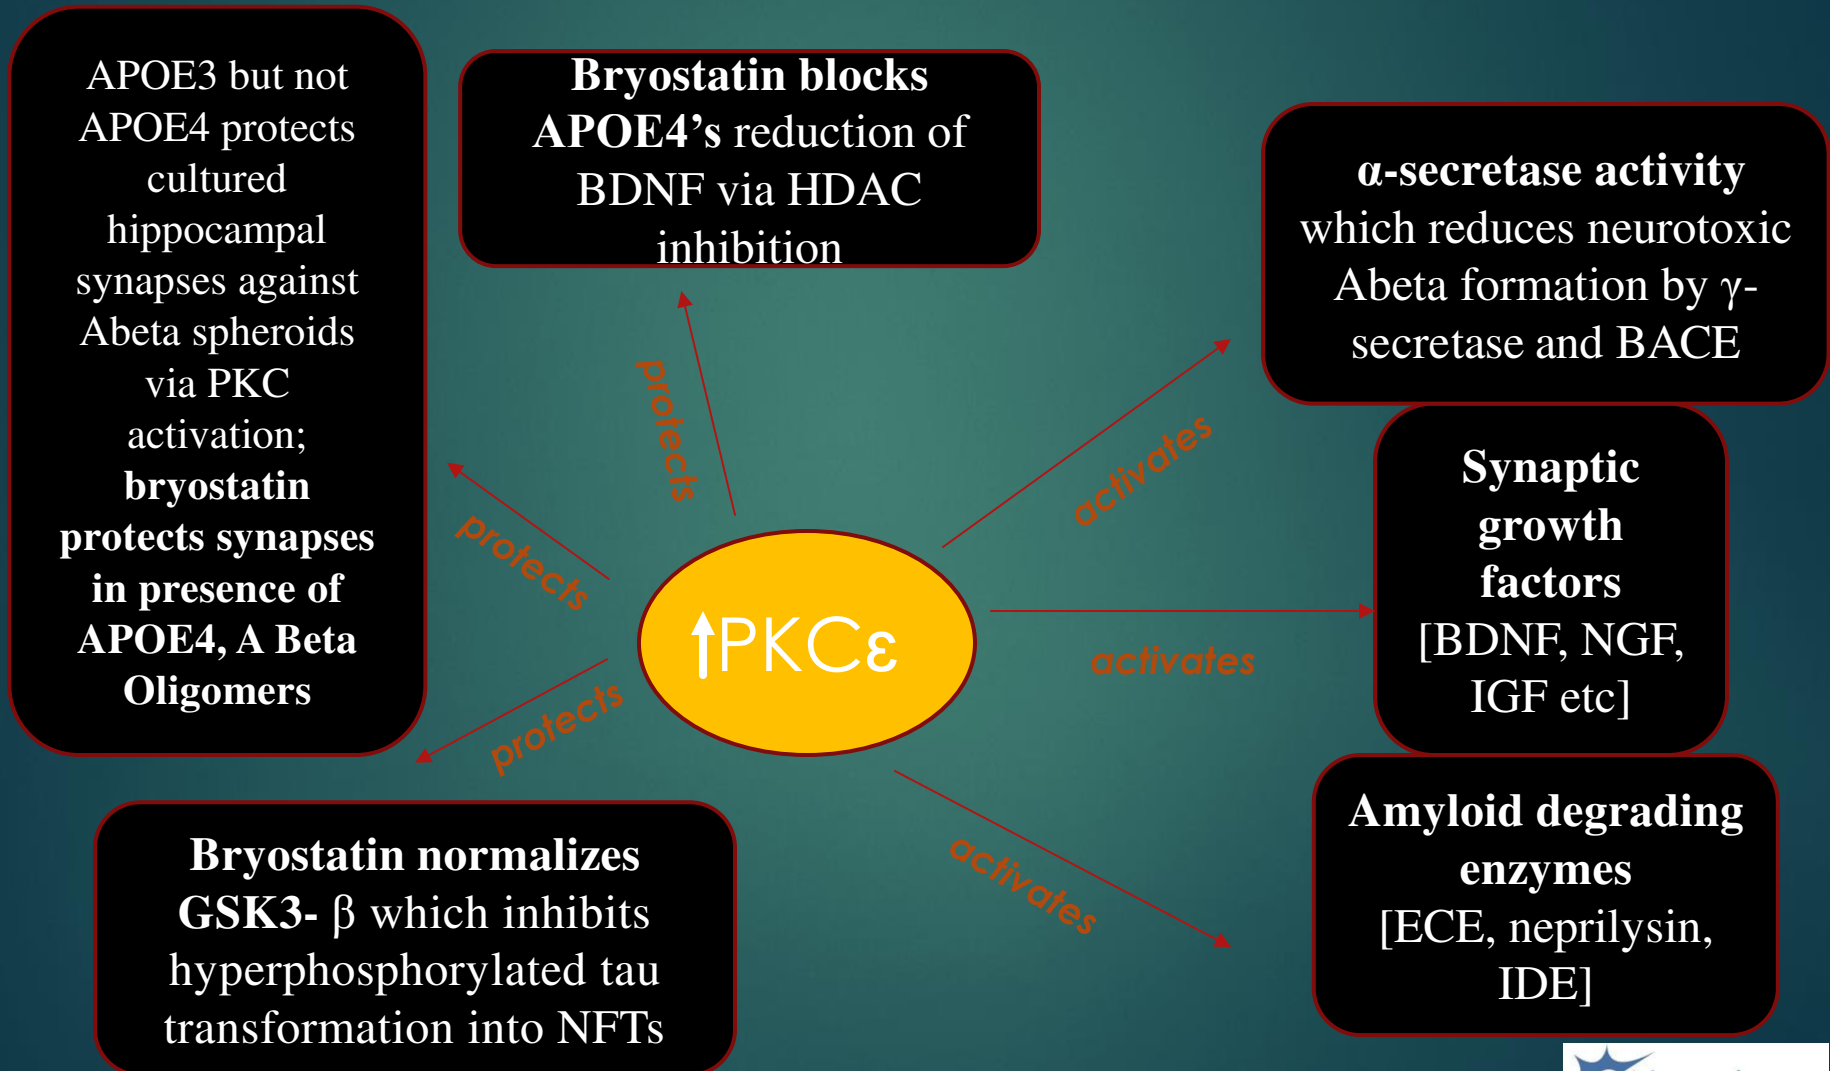 APOE3 but not
APOE4 protects
cultured
hippocampal
synapses against
Abeta spheroids
via PKC
activation;
bryostatin
protects synapses
in presence of
APOE4, A Beta
Oligomers
Bryostatin blocks
APOE4’s reduction of
BDNF via HDAC
inhibition
α-secretase activity
which reduces neurotoxic
Abeta formation by γ-
secretase and BACE
Synaptic
growth
factors
[BDNF, NGF,
IGF etc]
Amyloid degrading
enzymes
[ECE, neprilysin,
IDE]
Bryostatin normalizes
GSK3- β which inhibits
hyperphosphorylated tau
transformation into NFTs
protects
protects
protects
activates
activates
activates
↑PKCε